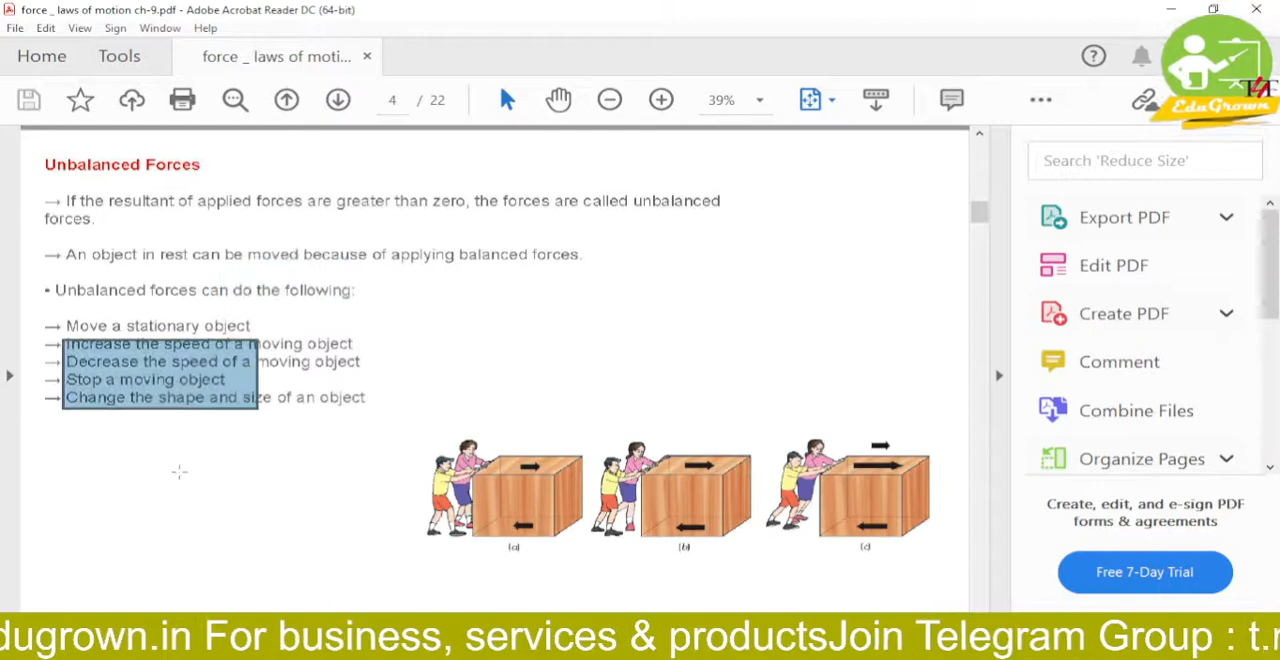 force _ laws of motion ch-9.pdf - Adobe Acrobat Reader DC (64-bit)
File Edit View Sign Window Help
Home Tools force _ laws of moti... ×
4 / 22 39%
EduGrown
Search 'Reduce Size'
Unbalanced Forces
→ If the resultant of applied forces are greater than zero, the forces are called unbalanced
forces.
→ An object in rest can be moved because of applying balanced forces.
• Unbalanced forces can do the following:
→ Move a stationary object
→ Increase the speed of a moving object
→ Decrease the speed of a moving object
→ Stop a moving object
→ Change the shape and size of an object
(a) (b) (c)
Export PDF
Edit PDF
Create PDF
Comment
Combine Files
Organize Pages
Create, edit, and e-sign PDF
forms & agreements
Free 7-Day Trial
dugrown.in For business, services & productsJoin Telegram Group : t.